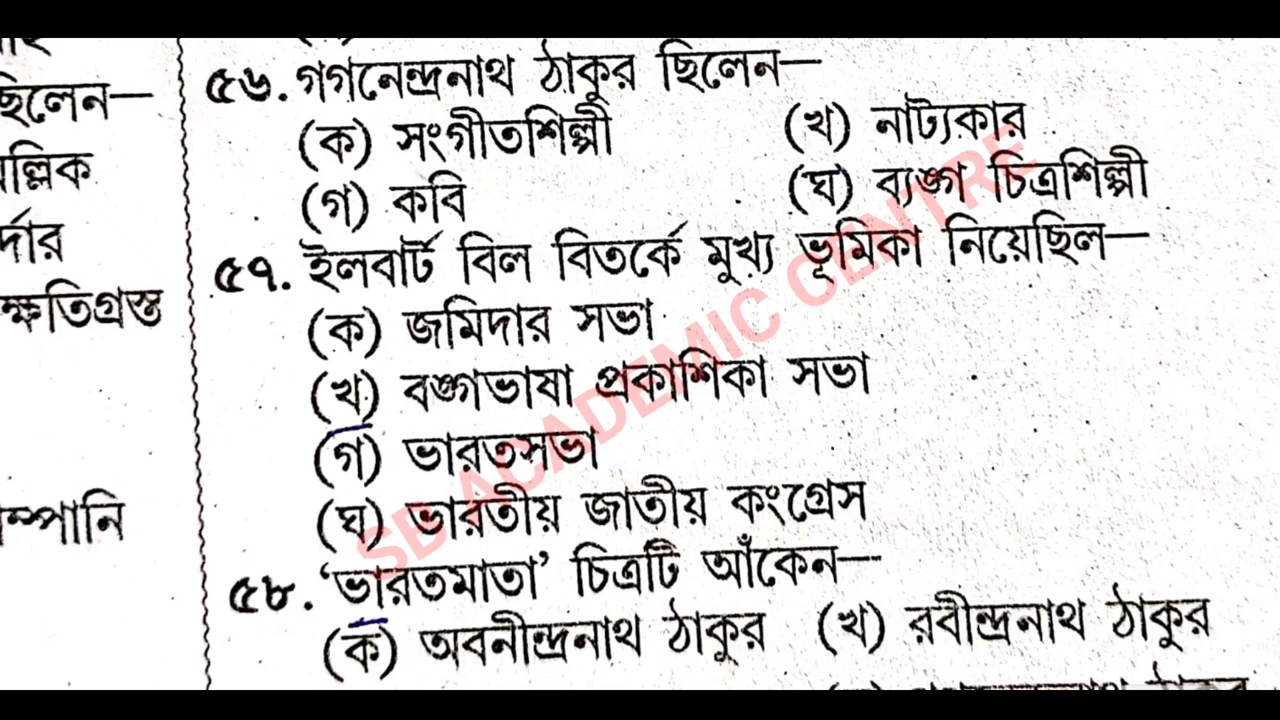 ছিলেন—
ল্লিক
র্দার
ক্ষতিগ্রস্ত
ম্পানি
৫৬. গগনেন্দ্রনাথ ঠাকুর ছিলেন—
(ক) সংগীতশিল্পী (খ) নাট্যকার
(গ) কবি (ঘ) ব্যঙ্গ চিত্রশিল্পী
৫৭. ইলবার্ট বিল বিতর্কে মুখ্য ভূমিকা নিয়েছিল—
(ক) জমিদার সভা
(খ) বঙ্গভাষা প্রকাশিকা সভা
(গ) ভারতসভা
(ঘ) ভারতীয় জাতীয় কংগ্রেস
৫৮. ‘ভারতমাতা’ চিত্রটি আঁকেন—
(ক) অবনীন্দ্রনাথ ঠাকুর (খ) রবীন্দ্রনাথ ঠাকুর
SB ACADEMIC CENTRE